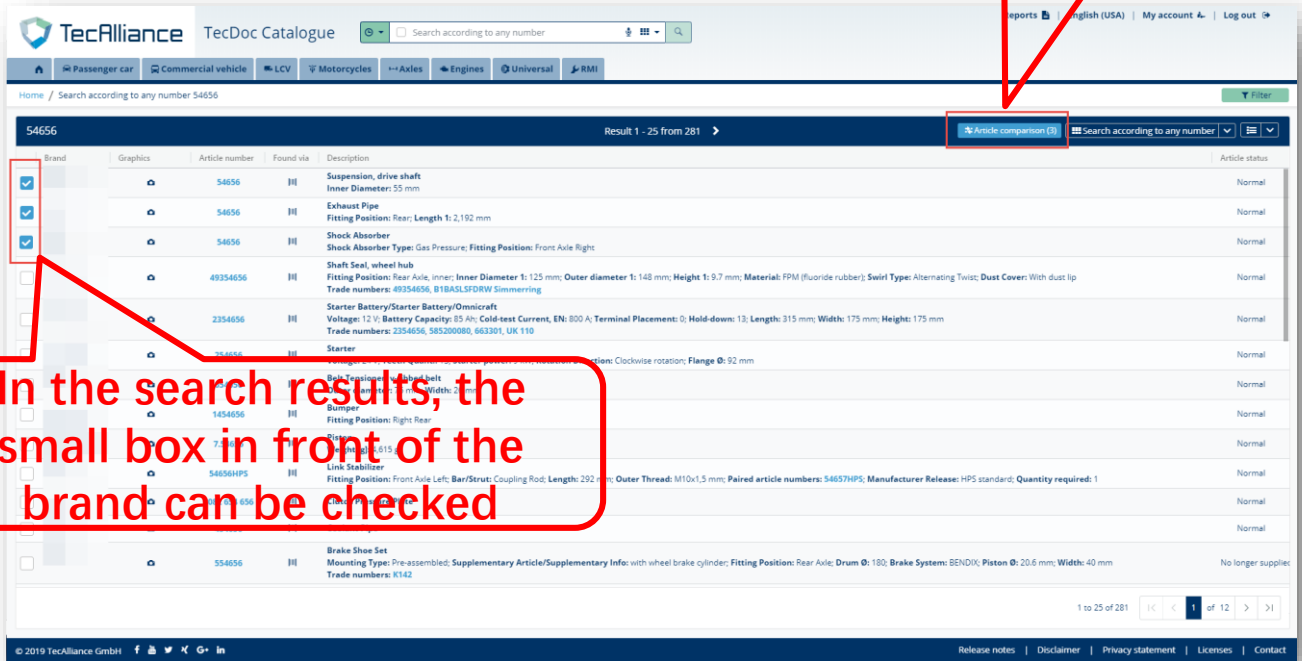 Reports | English (USA) | My account | Log out
TecAlliance TecDoc Catalogue Search according to any number
Passenger car Commercial vehicle LCV Motorcycles Axles Engines Universal RMI
Home / Search according to any number 54656 Filter
54656 Result 1 - 25 from 281 Article comparison (3) Search according to any number
Brand Graphics Article number Found via Description Article status
Suspension, drive shaft
54656 Inner Diameter: 55 mm Normal
Exhaust Pipe
54656 Fitting Position: Rear; Length 1: 2,192 mm Normal
Shock Absorber
54656 Shock Absorber Type: Gas Pressure; Fitting Position: Front Axle Right Normal
Shaft Seal, wheel hub
49354656 Fitting Position: Rear Axle, inner; Inner Diameter 1: 125 mm; Outer diameter 1: 148 mm; Height 1: 9.7 mm; Material: FPM (fluoride rubber); Swirl Type: Alternating Twist; Dust Cover: With dust lip Normal
Trade numbers: 49354656, B1BASLSFDRW Simmerring
Starter Battery/Starter Battery/Omnicraft
2354656 Voltage: 12 V; Battery Capacity: 85 Ah; Cold-test Current, EN: 800 A; Terminal Placement: 0; Hold-down: 13; Length: 315 mm; Width: 175 mm; Height: 175 mm Normal
Trade numbers: 2354656, 585200080, 663301, UK 110
Starter
254656 Clockwise rotation; Flange Ø: 92 mm Normal
Normal
In the search results, the
small box in front of the
brand can be checked
Bumper
1454656 Fitting Position: Right Rear Normal
Normal
Link Stabilizer
54656HPS Fitting Position: Front Axle Left; Bar/Strut: Coupling Rod; Length: 292 mm; Outer Thread: M10x1,5 mm; Paired article numbers: 54657HPS; Manufacturer Release: HPS standard; Quantity required: 1 Normal
Normal
Normal
Brake Shoe Set
554656 Mounting Type: Pre-assembled; Supplementary Article/Supplementary Info: with wheel brake cylinder; Fitting Position: Rear Axle; Drum Ø: 180; Brake System: BENDIX; Piston Ø: 20.6 mm; Width: 40 mm No longer supplied
Trade numbers: K142
1 to 25 of 281 1 of 12
© 2019 TecAlliance GmbH Release notes | Disclaimer | Privacy statement | Licenses | Contact